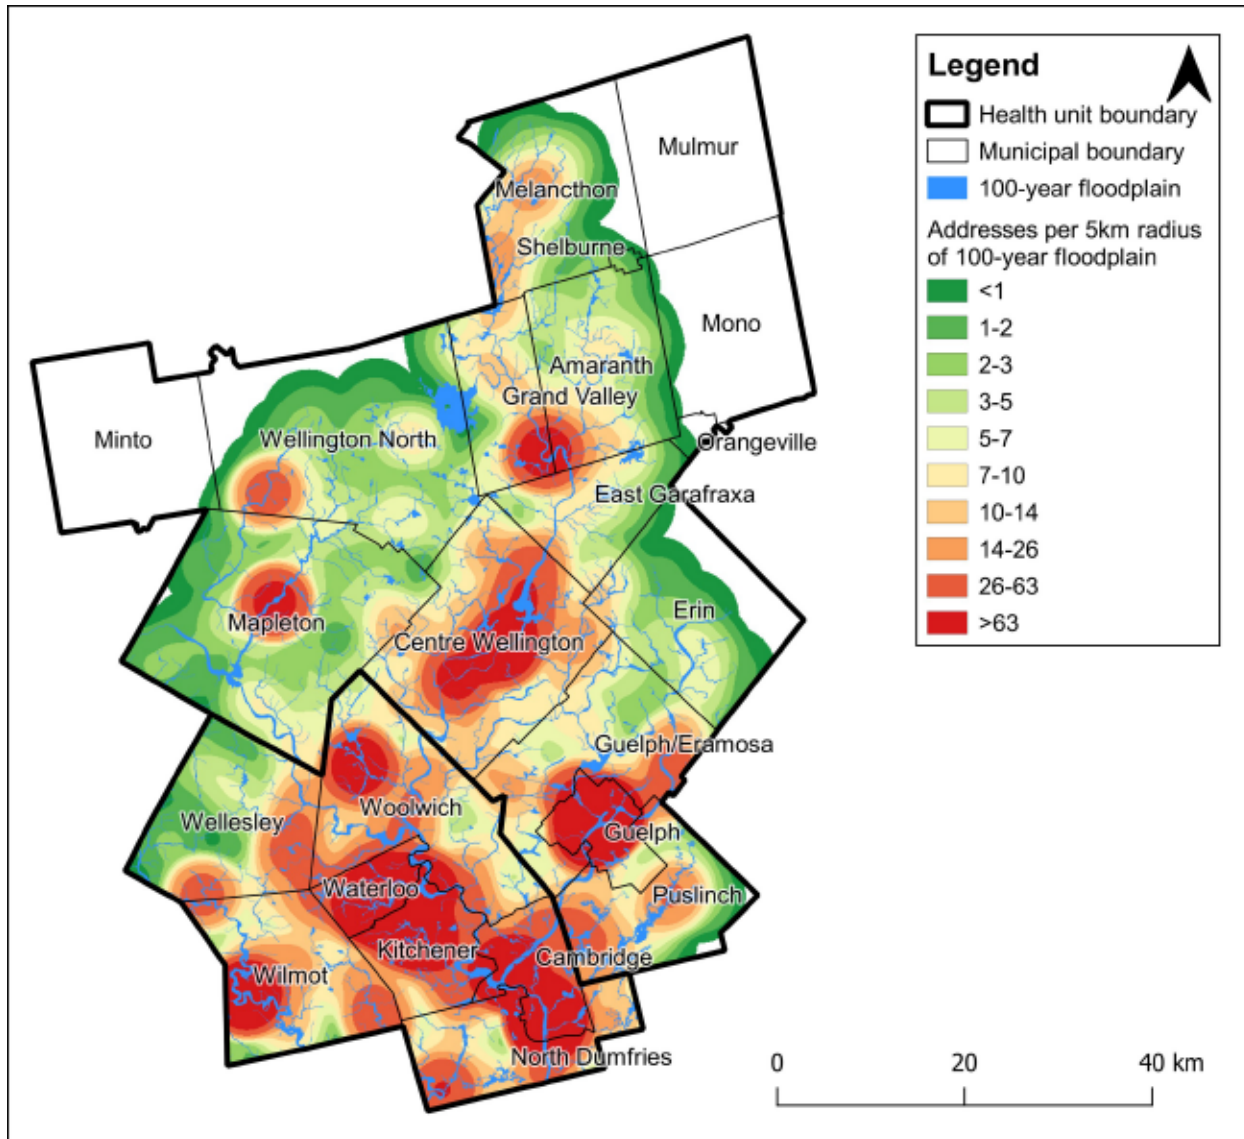 Legend
Health unit boundary
Municipal boundary
100-year floodplain
Addresses per 5km radius
of 100-year floodplain
<1
1-2
2-3
3-5
5-7
7-10
10-14
14-26
26-63
>63
Mulmur
Melancthon
Shelburne
Mono
Amaranth
Grand Valley
Minto
Wellington North
Orangeville
East Garafraxa
Erin
Mapleton
Centre Wellington
Guelph/Eramosa
Woolwich
Wellesley
Guelph
Waterloo
Puslinch
Kitchener
Cambridge
Wilmot
North Dumfries
0 20 40 km